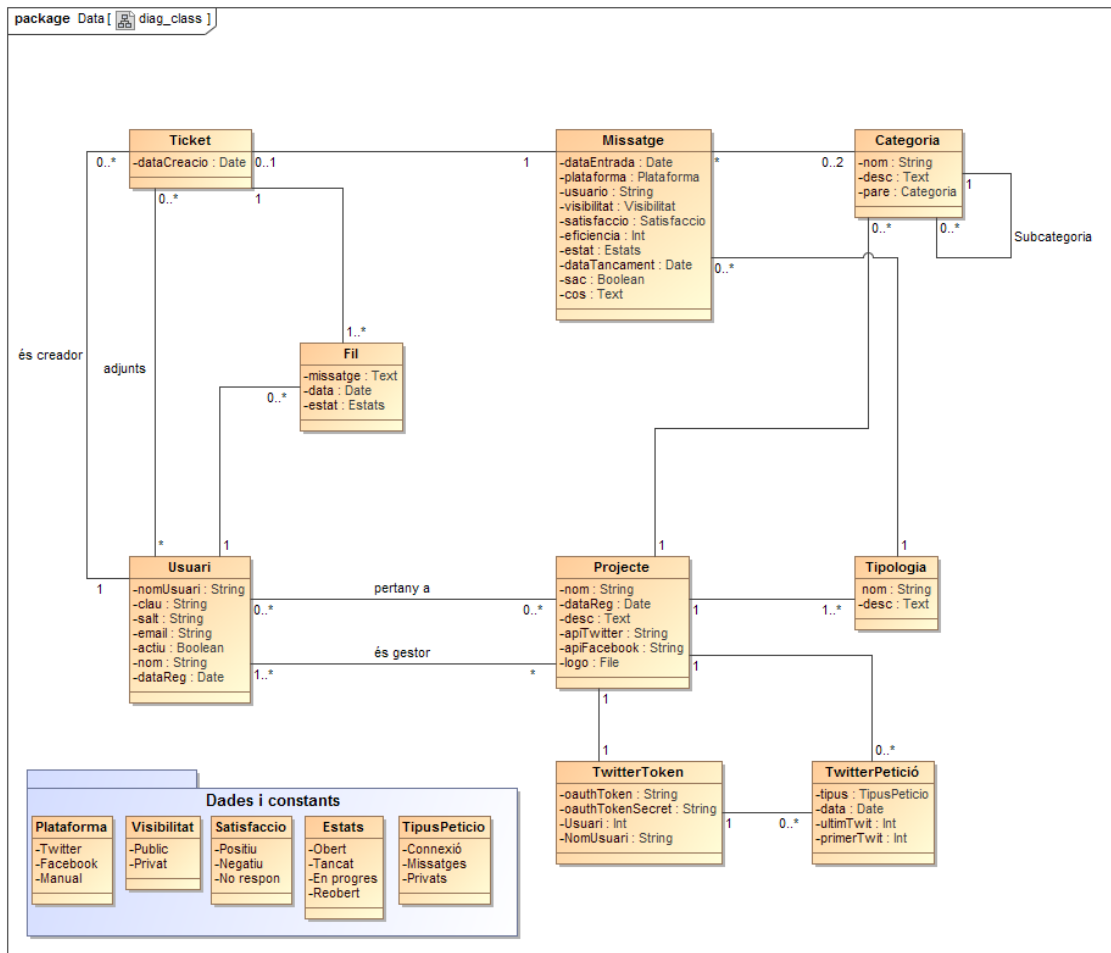 package Data [ diag_class ]
Ticket
-dataCreacio : Date
0..*
0..1
0..*
1
Missatge
-dataEntrada : Date
-plataforma : Plataforma
-usuario : String
-visibilitat : Visibilitat
-satisfaccio : Satisfaccio
-eficiencia : Int
-estat : Estats
-dataTancament : Date
-sac : Boolean
-cos : Text
1
*
0..*
Categoria
-nom : String
-desc : Text
-pare : Categoria
0..2
1
0..*
0..*
Subcategoria
és creador
adjunts
1..*
Fil
-missatge : Text
-data : Date
-estat : Estats
0..*
*
1
1
Usuari
-nomUsuari : String
-clau : String
-salt : String
-email : String
-actiu : Boolean
-nom : String
-dataReg : Date
pertany a
0..*
0..*
és gestor
1..*
*
1
Projecte
-nom : String
-dataReg : Date
-desc : Text
-apiTwitter : String
-apiFacebook : String
-logo : File
1
1..*
1
1
1
Tipologia
nom : String
-desc : Text
1
0..*
TwitterToken
-oauthToken : String
-oauthTokenSecret : String
-Usuari : Int
-NomUsuari : String
1
0..*
TwitterPetició
-tipus : TipusPeticio
-data : Date
-ultimTwit : Int
-primerTwit : Int
Dades i constants
Plataforma
-Twitter
-Facebook
-Manual
Visibilitat
-Public
-Privat
Satisfaccio
-Positiu
-Negatiu
-No respon
Estats
-Obert
-Tancat
-En progres
-Reobert
TipusPeticio
-Connexió
-Missatges
-Privats